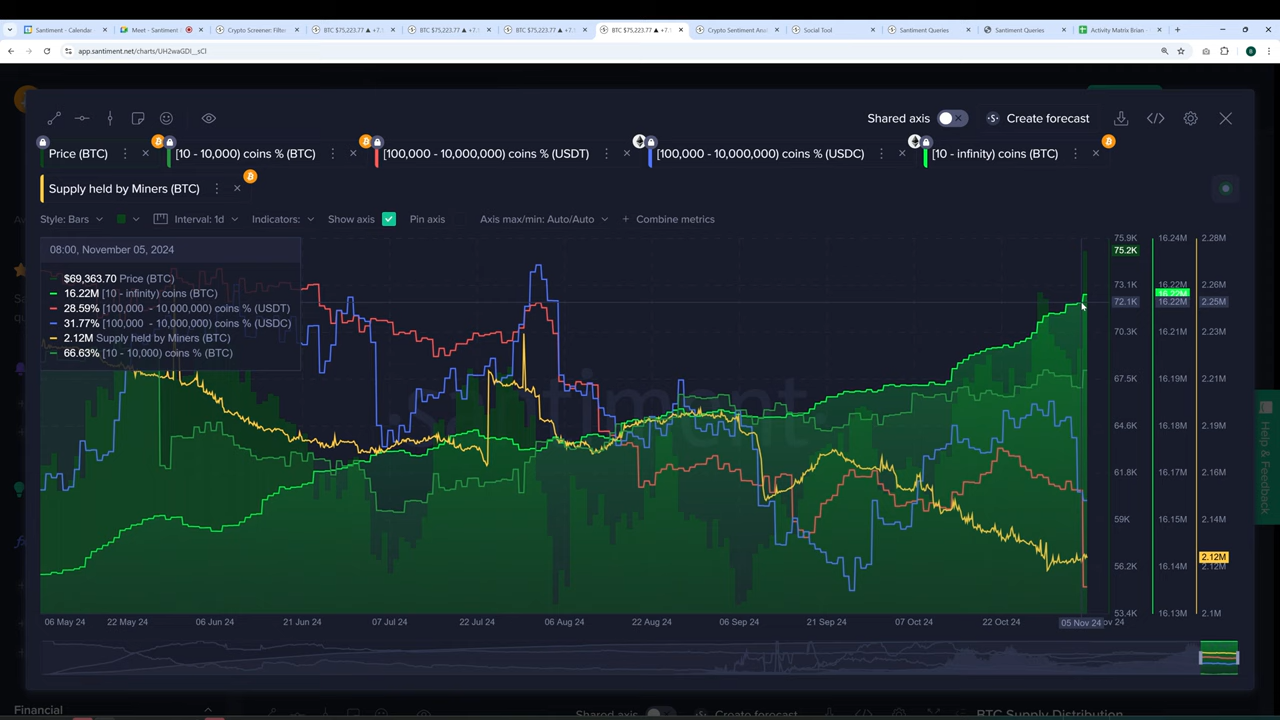 Santiment - Calendar
Meet - Santiment
Crypto Screener: Filter
BTC $75,223.77 ▲ +7.
BTC $75,223.77 ▲ +7.
BTC $75,223.77 ▲ +7.
BTC $75,223.77 ▲ +7.
Crypto Sentiment Ana
Social Tool
Santiment Queries
Santiment Queries
Activity Matrix Brian
Shared axis
Create forecast
Price (BTC)
[10 - 10,000) coins % (BTC)
[100,000 - 10,000,000) coins % (USDT)
[100,000 - 10,000,000) coins % (USDC)
[10 - infinity) coins (BTC)
Supply held by Miners (BTC)
Style: Bars
Interval: 1d
Indicators:
Show axis
Pin axis
Axis max/min: Auto/Auto
+ Combine metrics
08:00, November 05, 2024
$69,363.70 Price (BTC)
16.22M [10 - infinity) coins (BTC)
28.59% [100,000 - 10,000,000) coins % (USDT)
31.77% [100,000 - 10,000,000) coins % (USDC)
2.12M Supply held by Miners (BTC)
66.63% [10 - 10,000) coins % (BTC)
santiment
75.9K 16.24M 2.28M
75.2K
73.1K 16.22M 2.26M
16.22M
72.1K 16.22M 2.25M
70.3K 16.21M 2.23M
67.5K 16.19M 2.21M
64.6K 16.18M 2.19M
61.8K 16.17M 2.16M
59K 16.15M 2.14M
2.12M
56.2K 16.14M 2.12M
53.4K 16.13M 2.1M
06 May 24
22 May 24
06 Jun 24
21 Jun 24
07 Jul 24
22 Jul 24
06 Aug 24
22 Aug 24
06 Sep 24
21 Sep 24
07 Oct 24
22 Oct 24
05 Nov 24
ov 24
Help & Feedback
Financial
Shared axis
Create forecast
BTC Supply Distribution